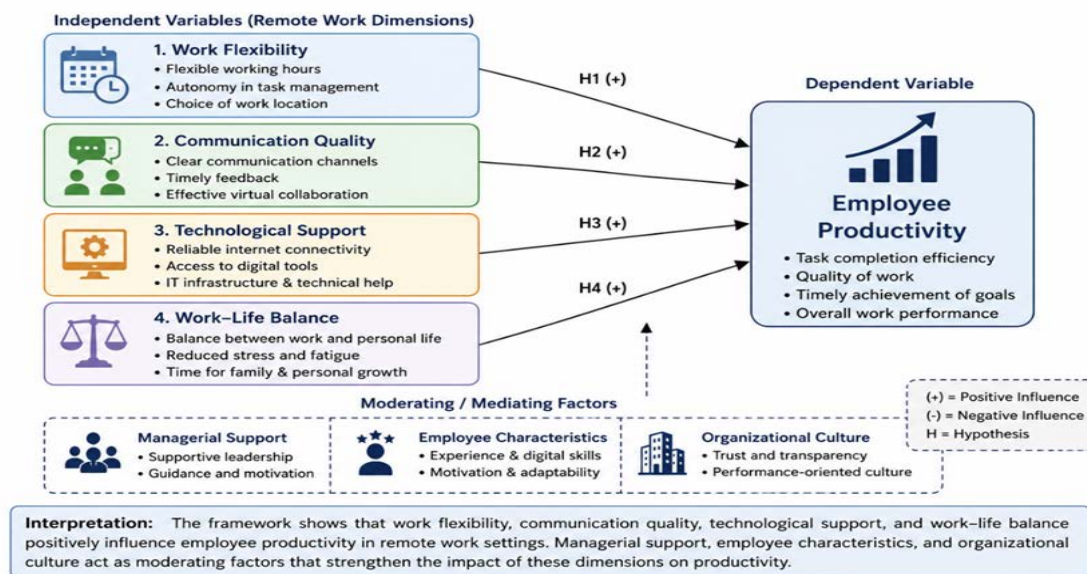 Independent Variables (Remote Work Dimensions)
1. Work Flexibility
• Flexible working hours
• Autonomy in task management
• Choice of work location
2. Communication Quality
• Clear communication channels
• Timely feedback
• Effective virtual collaboration
3. Technological Support
• Reliable internet connectivity
• Access to digital tools
• IT infrastructure & technical help
4. Work–Life Balance
• Balance between work and personal life
• Reduced stress and fatigue
• Time for family & personal growth
H1 (+)
H2 (+)
H3 (+)
H4 (+)
Dependent Variable
Employee
Productivity
• Task completion efficiency
• Quality of work
• Timely achievement of goals
• Overall work performance
Moderating / Mediating Factors
Managerial Support
• Supportive leadership
• Guidance and motivation
Employee Characteristics
• Experience & digital skills
• Motivation & adaptability
Organizational Culture
• Trust and transparency
• Performance-oriented culture
(+) = Positive Influence
(-) = Negative Influence
H = Hypothesis
Interpretation: The framework shows that work flexibility, communication quality, technological support, and work–life balance
positively influence employee productivity in remote work settings. Managerial support, employee characteristics, and organizational
culture act as moderating factors that strengthen the impact of these dimensions on productivity.